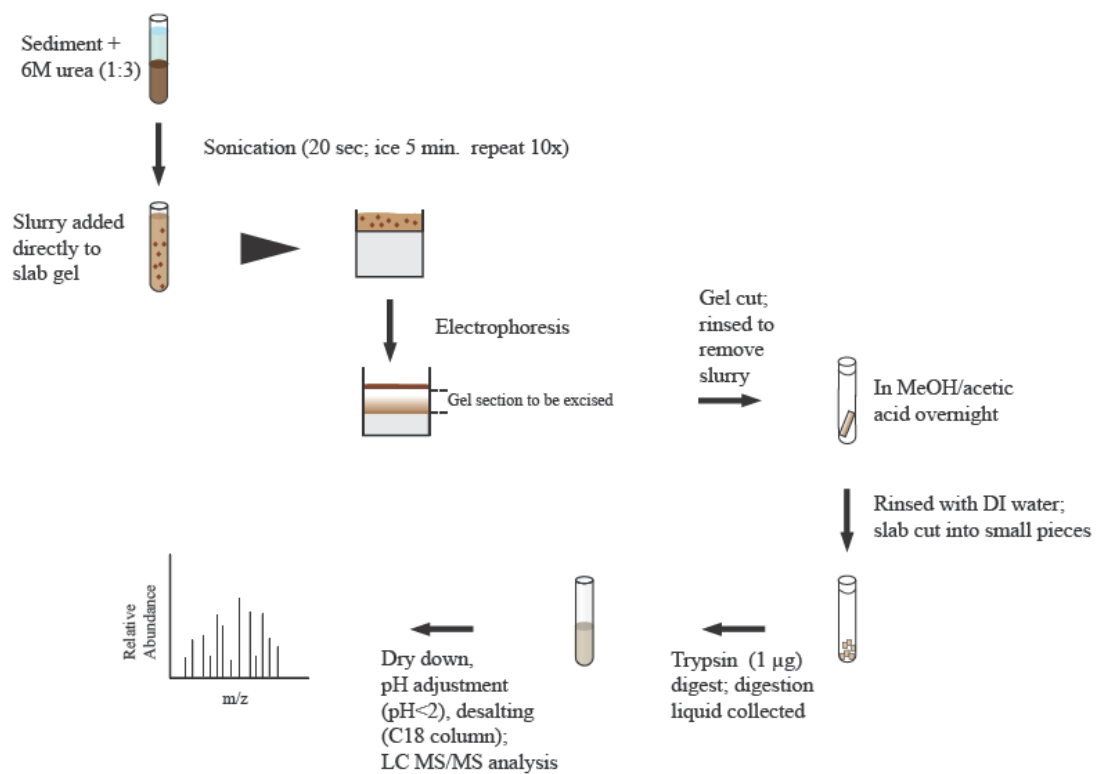 Sediment +
6M urea (1:3)
Sonication (20 sec; ice 5 min.  repeat 10x)
Slurry added
directly to
slab gel
Electrophoresis
Gel section to be excised
Gel cut;
rinsed to
remove
slurry
In MeOH/acetic
acid overnight
Rinsed with DI water;
slab cut into small pieces
Trypsin  (1 µg)
digest; digestion
liquid collected
Dry down,
pH adjustment
(pH<2), desalting
(C18 column);
LC MS/MS analysis
Relative
Abundance
m/z